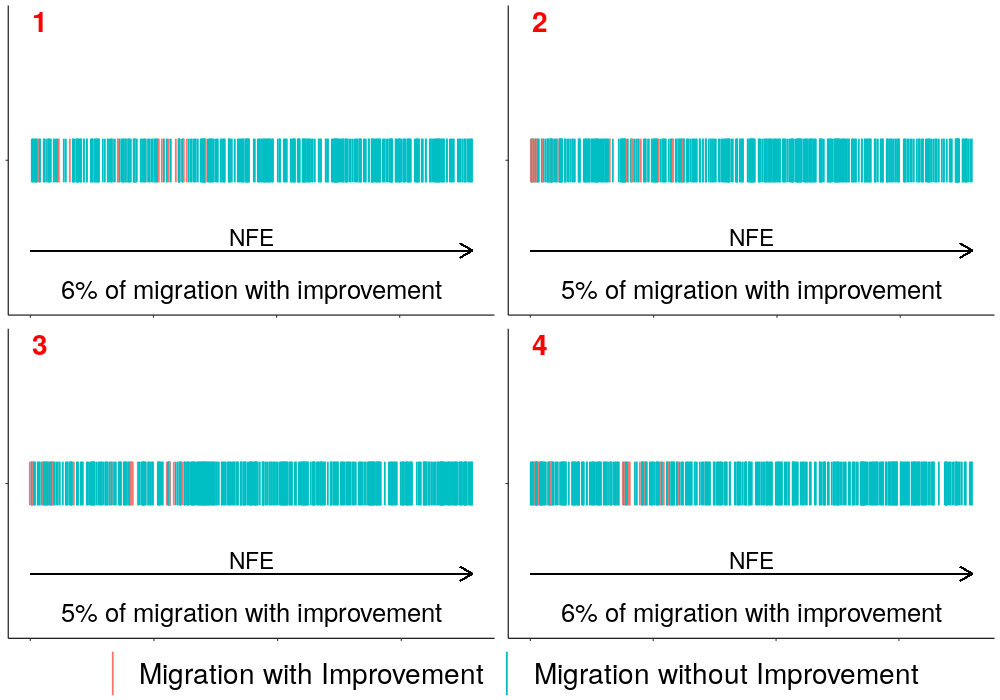 1
NFE
6% of migration with improvement
2
NFE
5% of migration with improvement
3
NFE
5% of migration with improvement
4
NFE
6% of migration with improvement
Migration with Improvement
Migration without Improvement